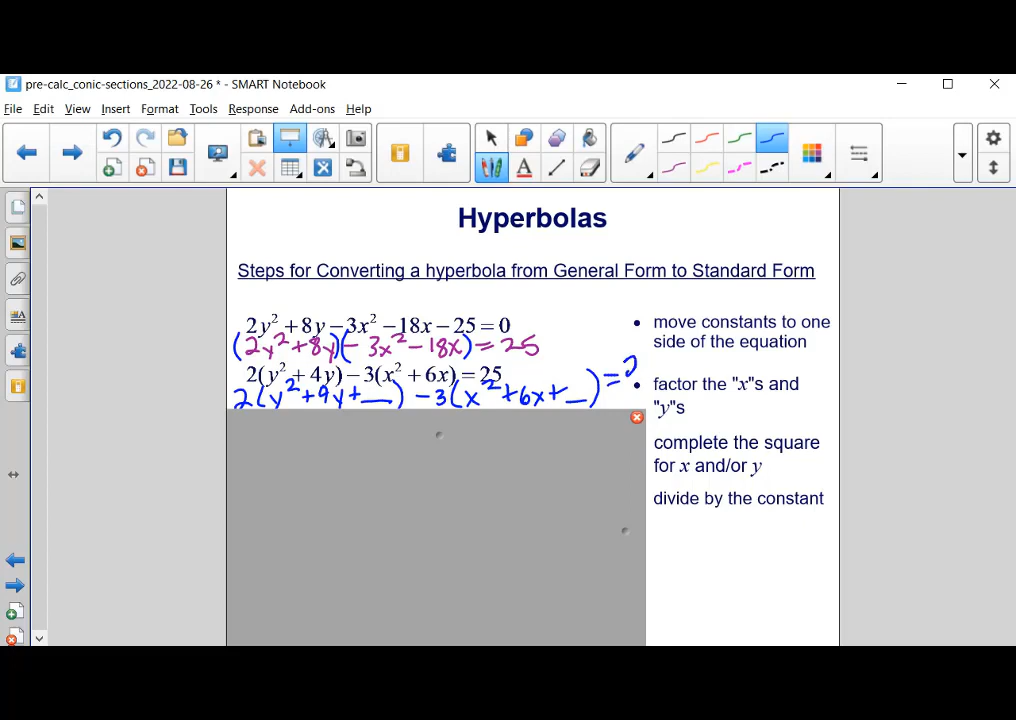 pre-calc_conic-sections_2022-08-26 * - SMART Notebook
File Edit View Insert Format Tools Response Add-ons Help
Hyperbolas
Steps for Converting a hyperbola from General Form to Standard Form
2y² + 8y − 3x² − 18x − 25 = 0
(2y² + 8y)(− 3x² − 18x) = 25
2(y² + 4y) − 3(x² + 6x) = 25
2(y² + 9y + __) − 3(x² + 6x + __) = 2
• move constants to one
side of the equation
• factor the "x"s and
"y"s
complete the square
for x and/or y
divide by the constant